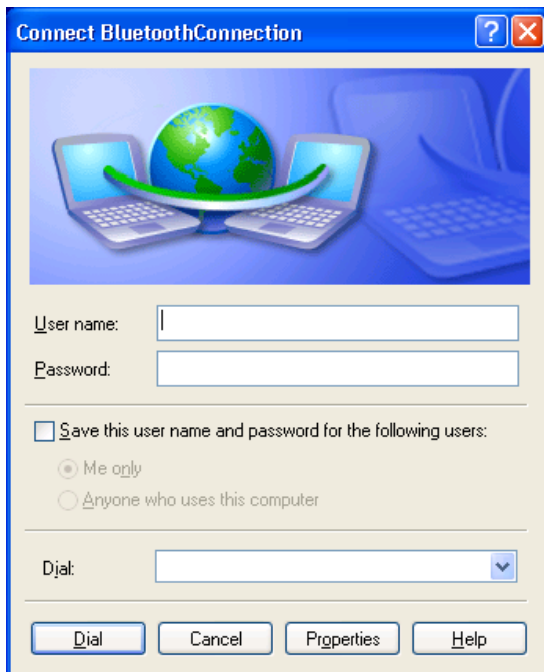 Connect BluetoothConnection
?
User name:
Password:
Save this user name and password for the following users:
Me only
Anyone who uses this computer
Dial:
Dial Cancel Properties Help